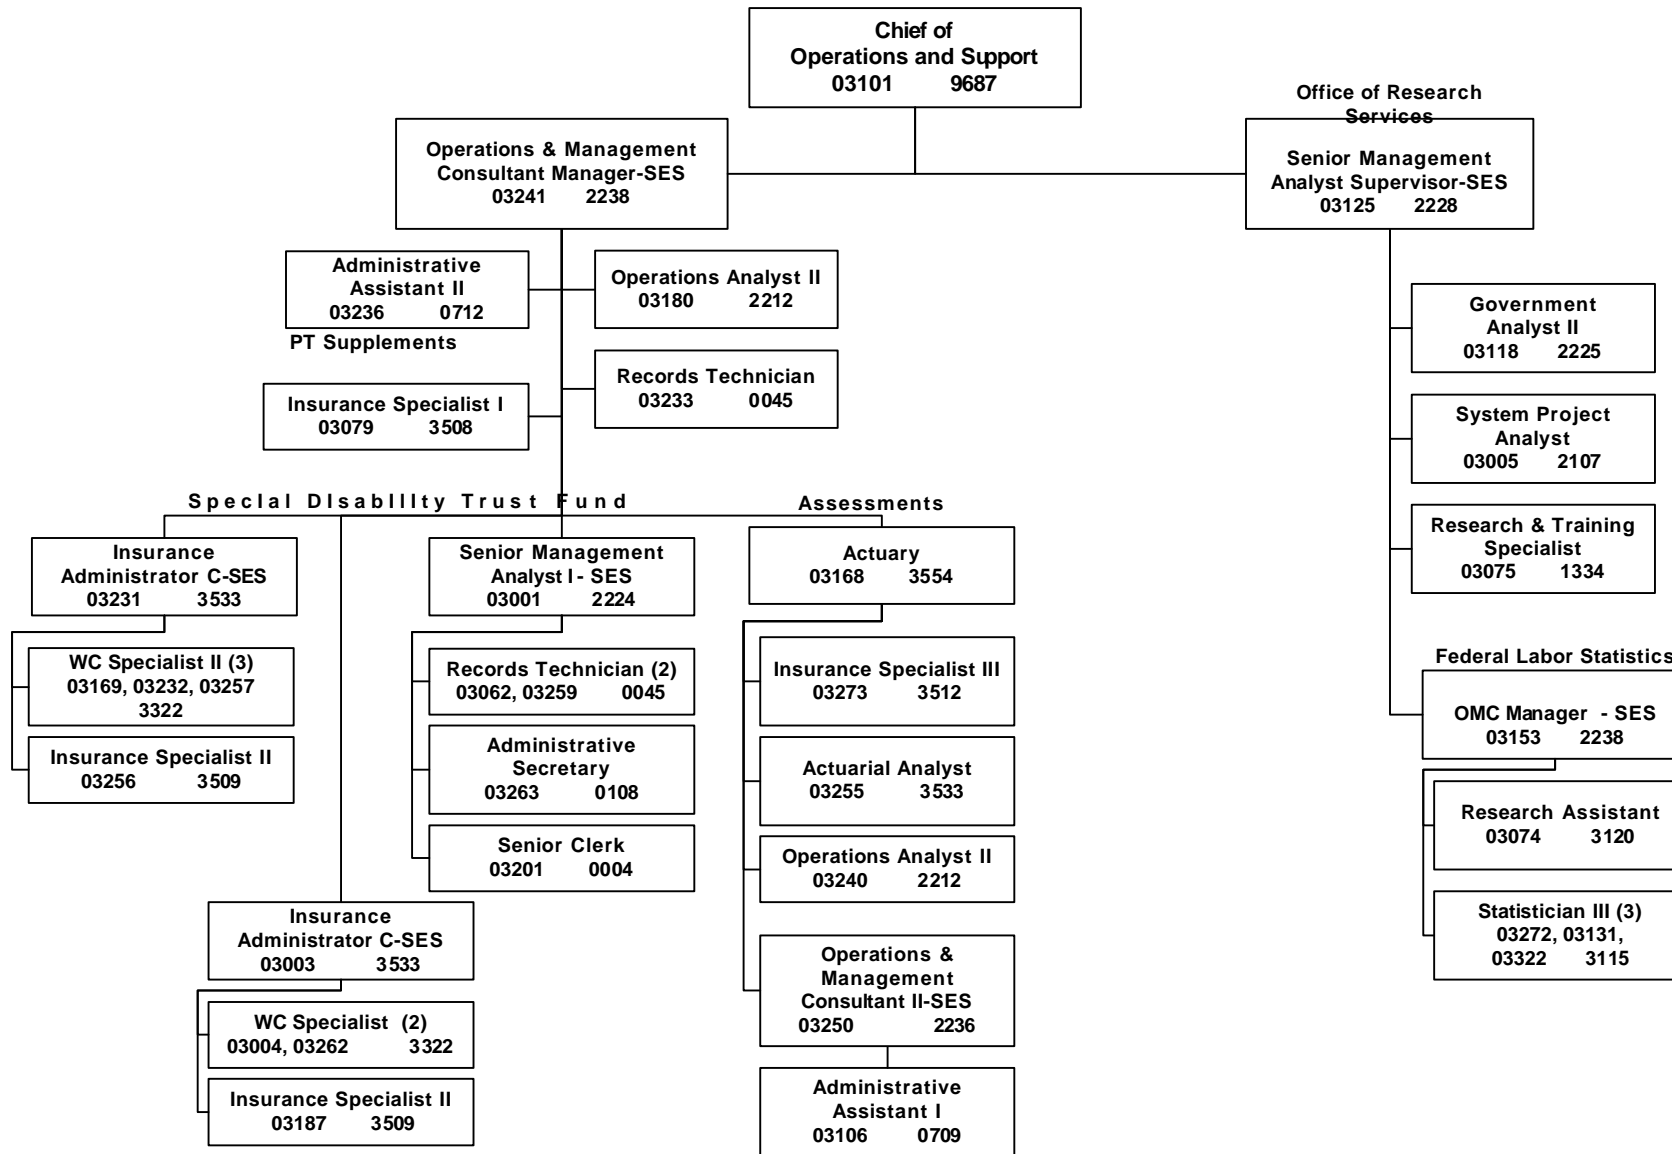 Chief of
Operations and Support
03101 9687
Office of Research
Services
Operations & Management
Consultant Manager-SES
03241 2238
Senior Management
Analyst Supervisor-SES
03125 2228
Administrative
Assistant II
03236 0712
Operations Analyst II
03180 2212
PT Supplements
Insurance Specialist I
03079 3508
Records Technician
03233 0045
Government
Analyst II
03118 2225
System Project
Analyst
03005 2107
Research & Training
Specialist
03075 1334
Special Disability Trust Fund
Assessments
Insurance
Administrator C-SES
03231 3533
WC Specialist II (3)
03169, 03232, 03257
3322
Insurance Specialist II
03256 3509
Insurance
Administrator C-SES
03003 3533
WC Specialist (2)
03004, 03262 3322
Insurance Specialist II
03187 3509
Senior Management
Analyst I - SES
03001 2224
Records Technician (2)
03062, 03259 0045
Administrative
Secretary
03263 0108
Senior Clerk
03201 0004
Actuary
03168 3554
Insurance Specialist III
03273 3512
Actuarial Analyst
03255 3533
Operations Analyst II
03240 2212
Operations &
Management
Consultant II-SES
03250 2236
Administrative
Assistant I
03106 0709
Federal Labor Statistics
OMC Manager - SES
03153 2238
Research Assistant
03074 3120
Statistician III (3)
03272, 03131,
03322 3115